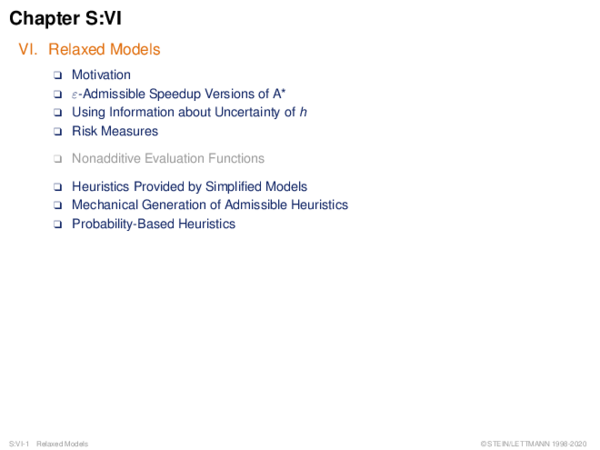 Chapter S:VI
VI. Relaxed Models
❑ Motivation
❑ ε-Admissible Speedup Versions of A*
❑ Using Information about Uncertainty of h
❑ Risk Measures
❑ Nonadditive Evaluation Functions
❑ Heuristics Provided by Simplified Models
❑ Mechanical Generation of Admissible Heuristics
❑ Probability-Based Heuristics
S:VI-1 Relaxed Models
© STEIN/LETTMANN 1998-2020